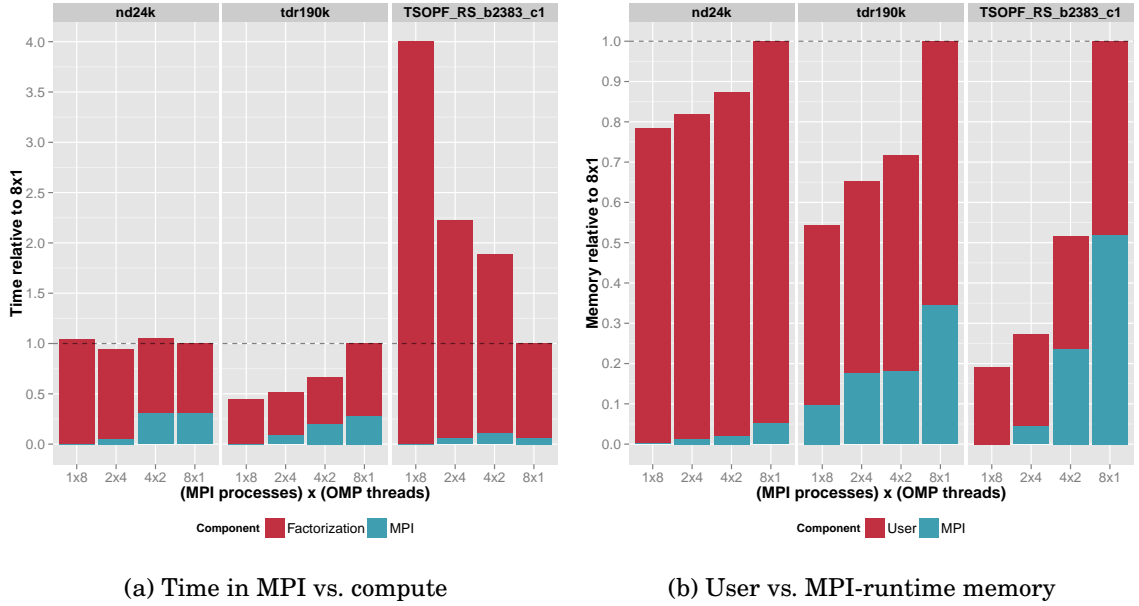 nd24k tdr190k TSOPF_RS_b2383_c1
Time relative to 8x1
4.0
3.5
3.0
2.5
2.0
1.5
1.0
0.5
0.0
1x8 2x4 4x2 8x1 1x8 2x4 4x2 8x1 1x8 2x4 4x2 8x1
(MPI processes) x (OMP threads)
Component Factorization MPI
(a) Time in MPI vs. compute
nd24k tdr190k TSOPF_RS_b2383_c1
Memory relative to 8x1
1.0
0.9
0.8
0.7
0.6
0.5
0.4
0.3
0.2
0.1
0.0
1x8 2x4 4x2 8x1 1x8 2x4 4x2 8x1 1x8 2x4 4x2 8x1
(MPI processes) x (OMP threads)
Component User MPI
(b) User vs. MPI-runtime memory